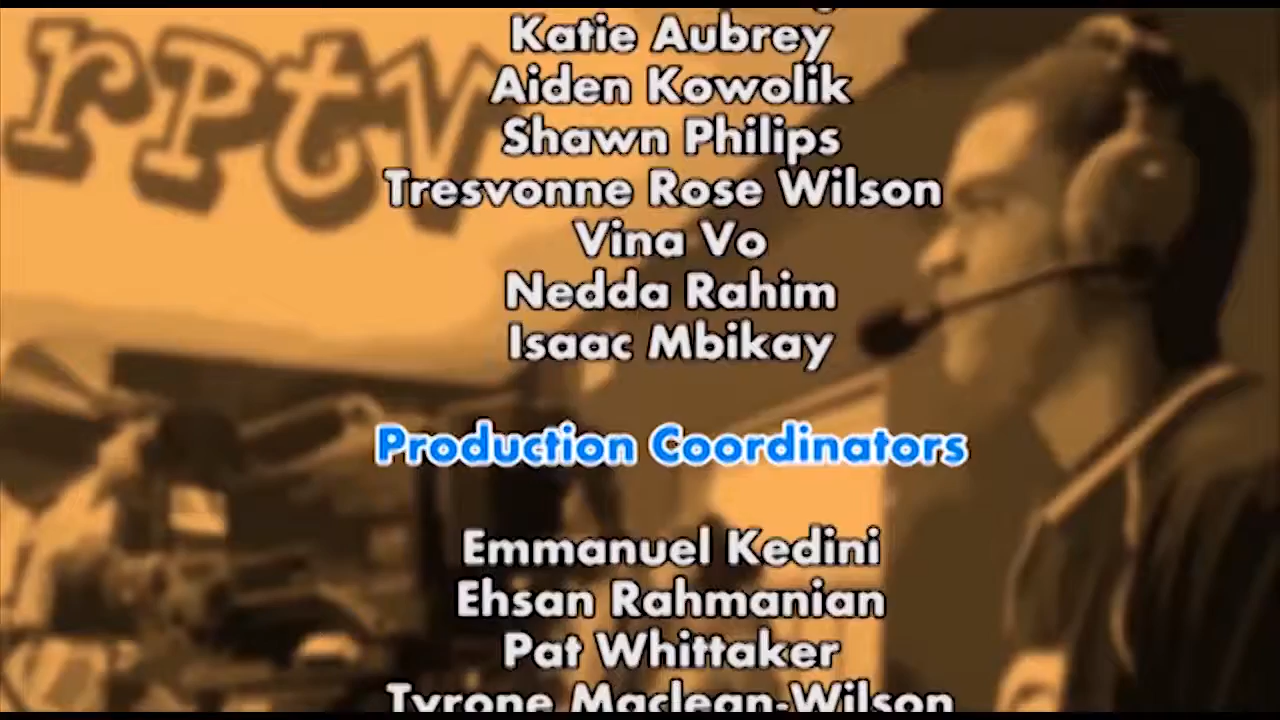 rPtV
Katie Aubrey
Aiden Kowolik
Shawn Philips
Tresvonne Rose Wilson
Vina Vo
Nedda Rahim
Isaac Mbikay
Production Coordinators
Emmanuel Kedini
Ehsan Rahmanian
Pat Whittaker
Tyrone Maclean-Wilson